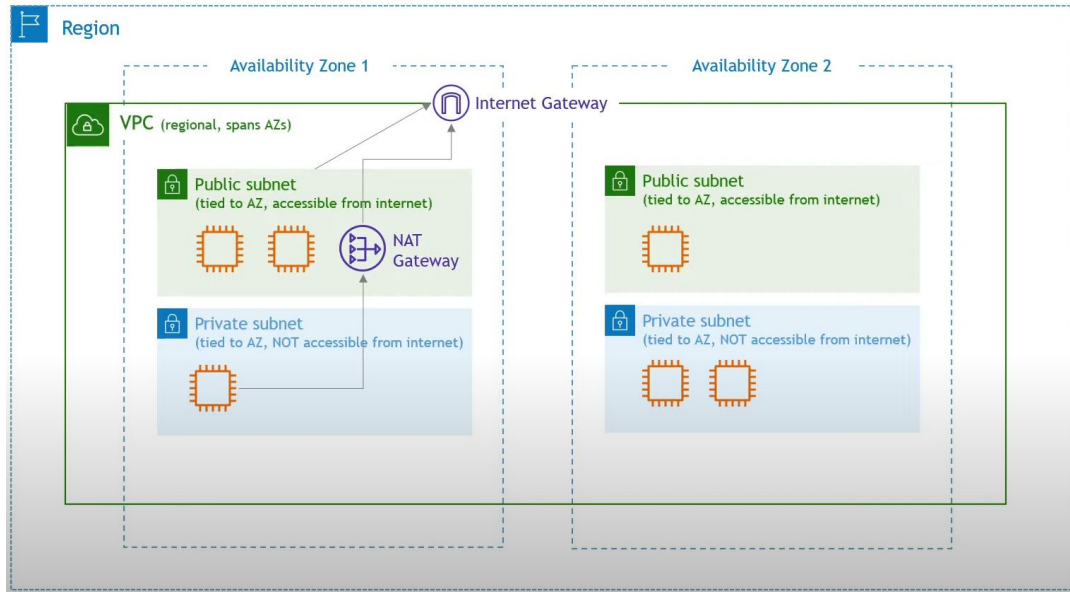 Region
Availability Zone 1
Availability Zone 2
Internet Gateway
VPC (regional, spans AZs)
Public subnet
(tied to AZ, accessible from internet)
NAT
Gateway
Private subnet
(tied to AZ, NOT accessible from internet)
Public subnet
(tied to AZ, accessible from internet)
Private subnet
(tied to AZ, NOT accessible from internet)